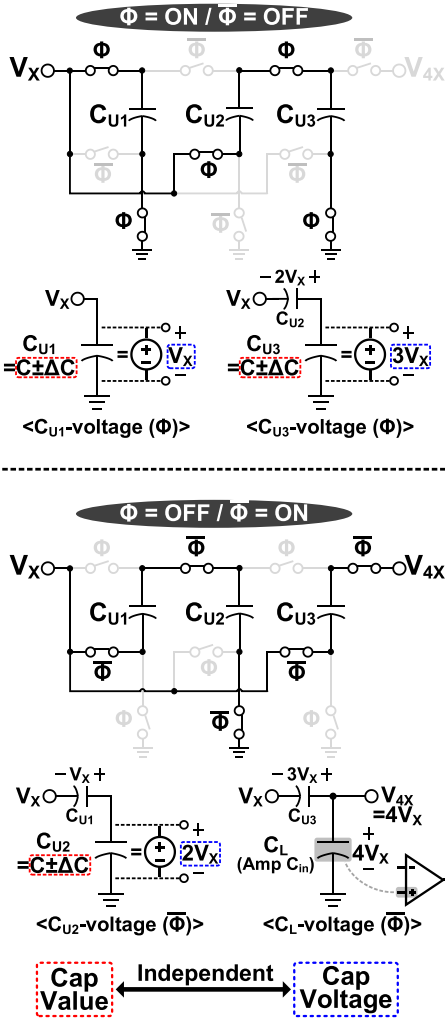 Φ = ON / Φ̅ = OFF
Φ Φ̅ Φ Φ̅
V_X V_4X
C_U1 C_U2 C_U3
Φ̅ Φ Φ̅
Φ Φ̅ Φ
− 2V_X +
V_X V_X C_U2
C_U1 + C_U3 +
=C±ΔC = V_X =C±ΔC = 3V_X
− −
<C_U1-voltage (Φ)> <C_U3-voltage (Φ)>
Φ = OFF / Φ̅ = ON
Φ Φ̅ Φ Φ̅
V_X V_4X
C_U1 C_U2 C_U3
Φ̅ Φ Φ̅
Φ Φ̅ Φ
− V_X + − 3V_X +
V_X C_U1 V_X C_U3 V_4X
=4V_X
C_U2 + C_L +
=C±ΔC = 2V_X (Amp C_in) 4V_X
− −
− +
<C_U2-voltage (Φ̅)> <C_L-voltage (Φ̅)>
Cap Value Independent Cap Voltage